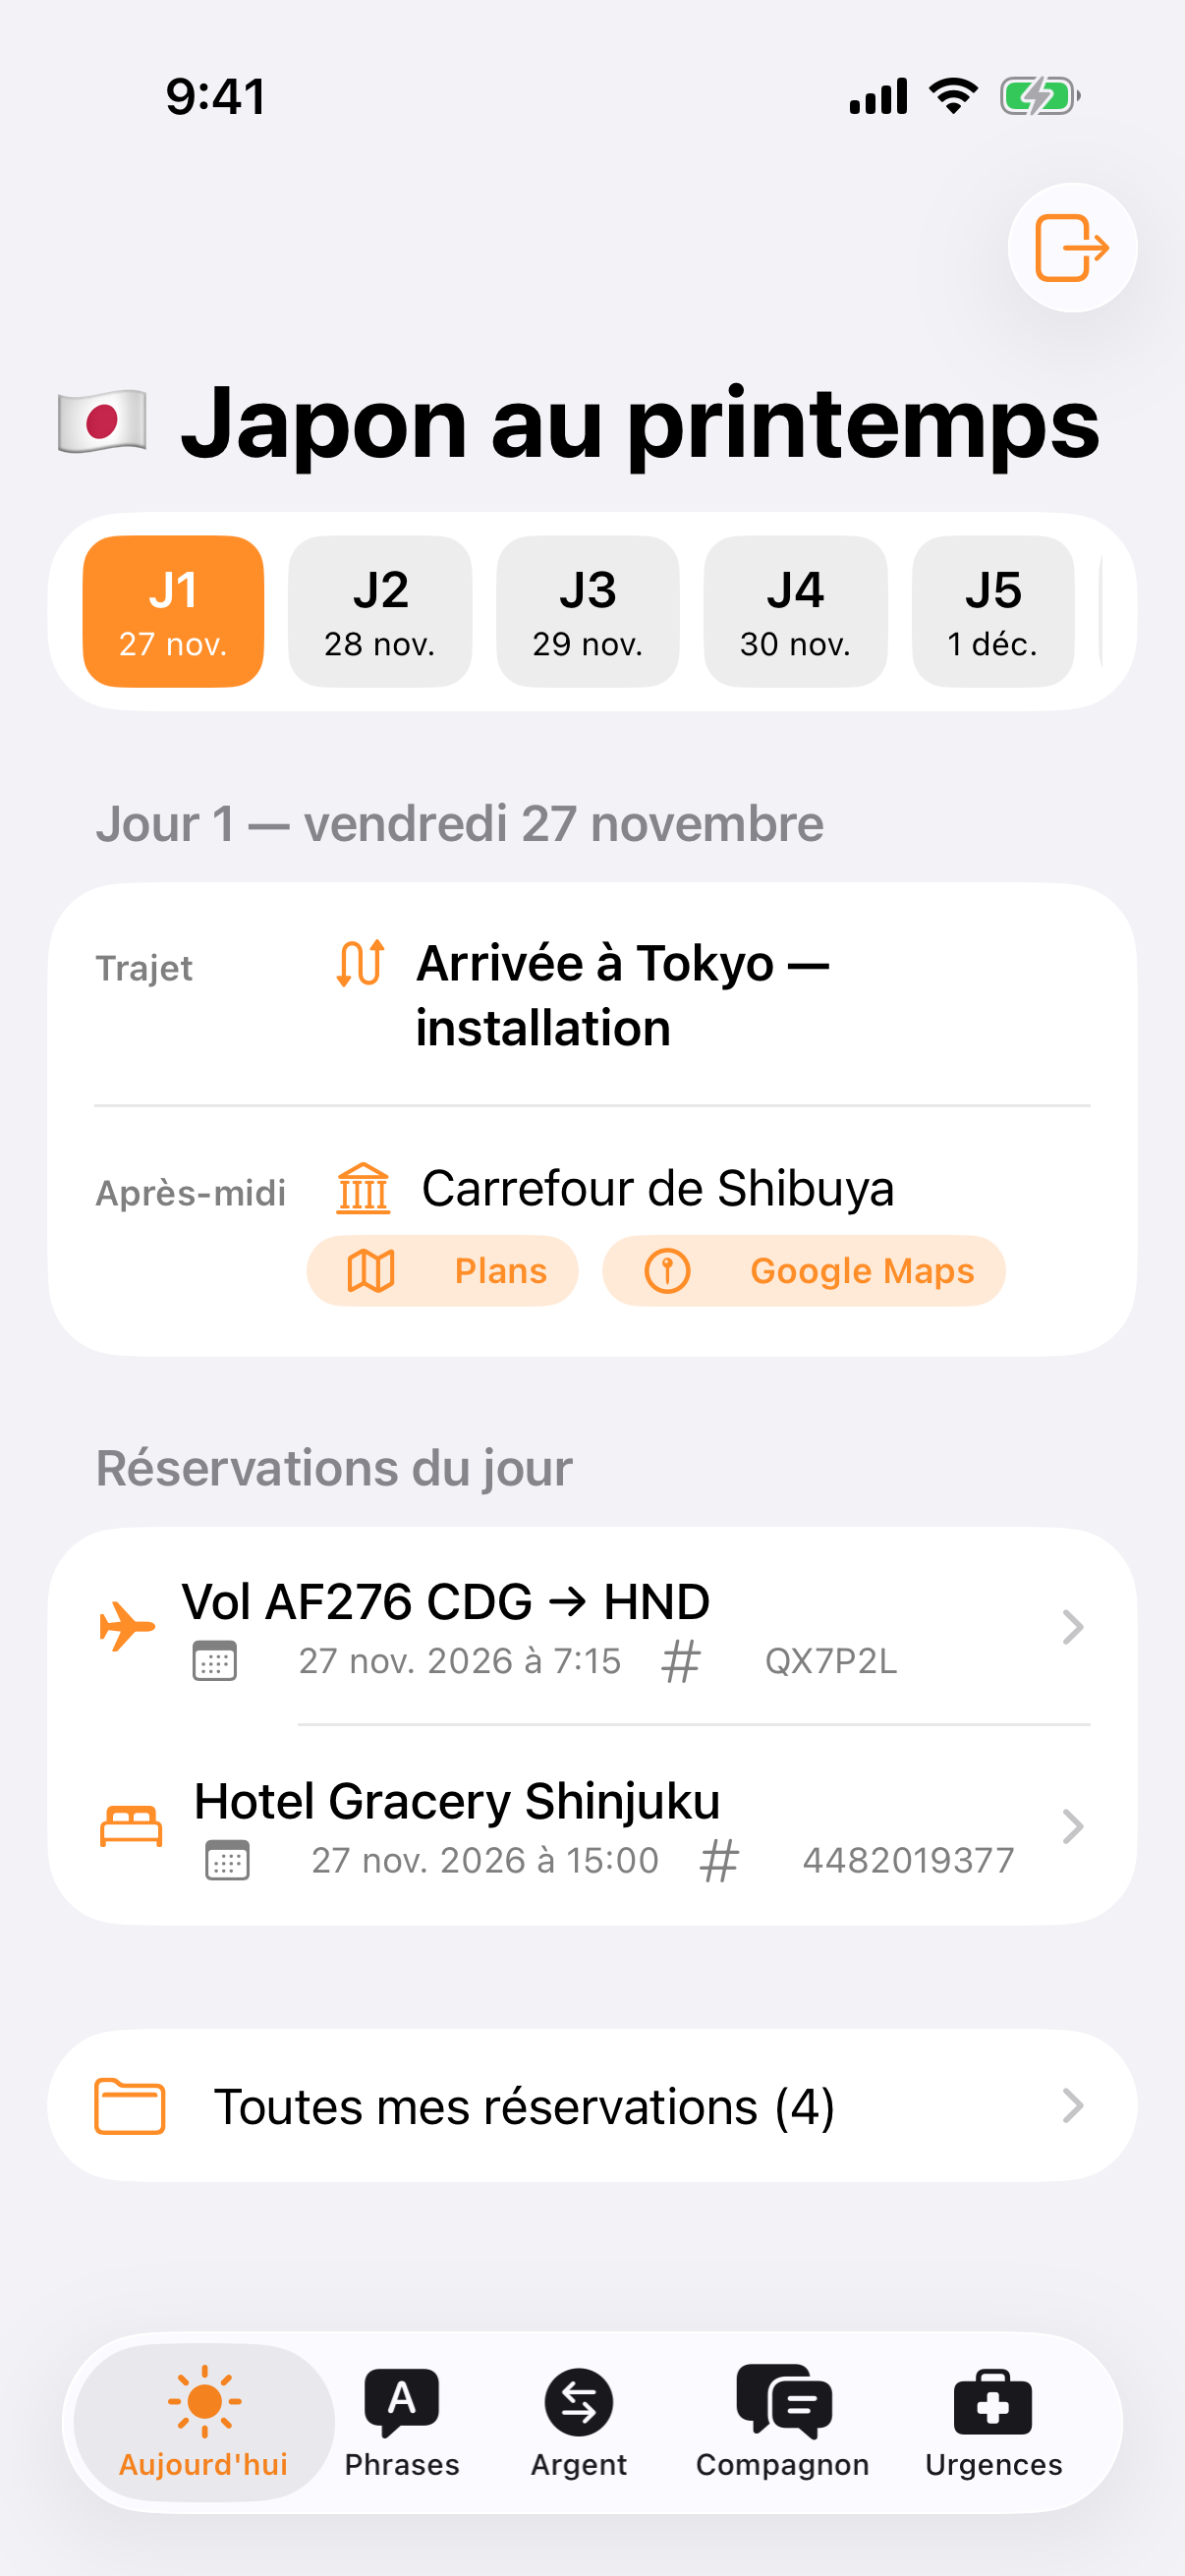 9:41
🇯🇵 Japon au printemps
J1
27 nov.
J2
28 nov.
J3
29 nov.
J4
30 nov.
J5
1 déc.
Jour 1 — vendredi 27 novembre
Trajet
Arrivée à Tokyo —
installation
Après-midi
Carrefour de Shibuya
Plans
Google Maps
Réservations du jour
Vol AF276 CDG → HND
27 nov. 2026 à 7:15 # QX7P2L
Hotel Gracery Shinjuku
27 nov. 2026 à 15:00 # 4482019377
Toutes mes réservations (4)
Aujourd'hui
Phrases
Argent
Compagnon
Urgences